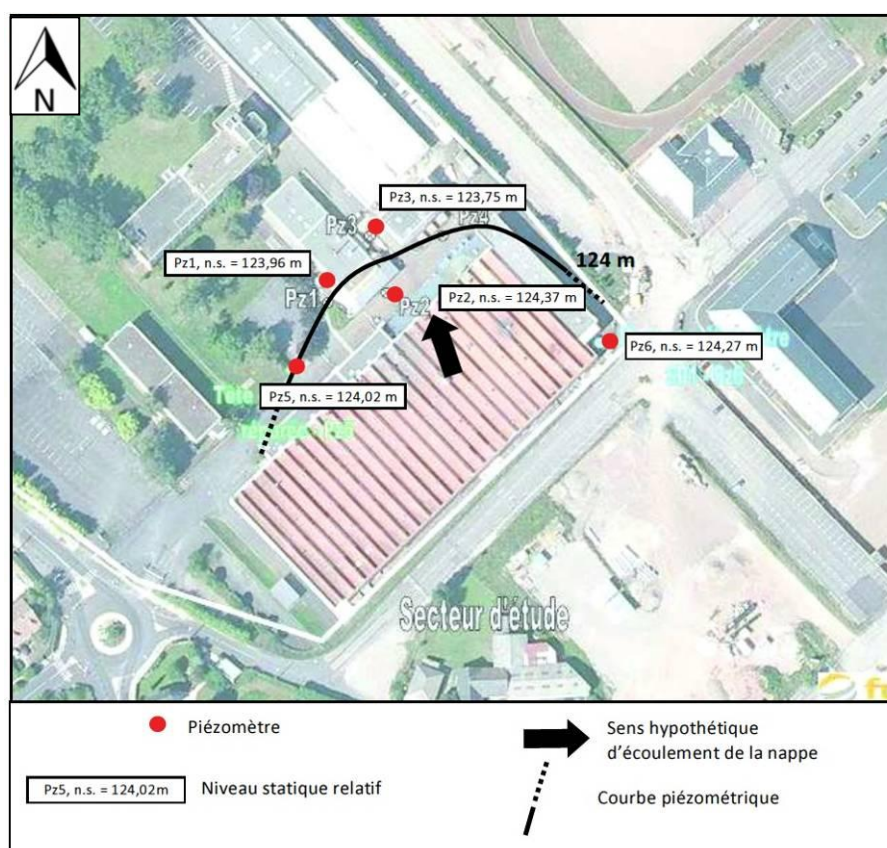 N
Pz3, n.s. = 123,75 m
Pz3
Pz4
Pz1, n.s. = 123,96 m
124 m
Pz1
Pz2
Pz2, n.s. = 124,37 m
Pz6, n.s. = 124,27 m
Pz5, n.s. = 124,02 m
Secteur d'étude
Piézomètre
Sens hypothétique
d'écoulement de la nappe
Pz5, n.s. = 124,02m
Niveau statique relatif
Courbe piézométrique